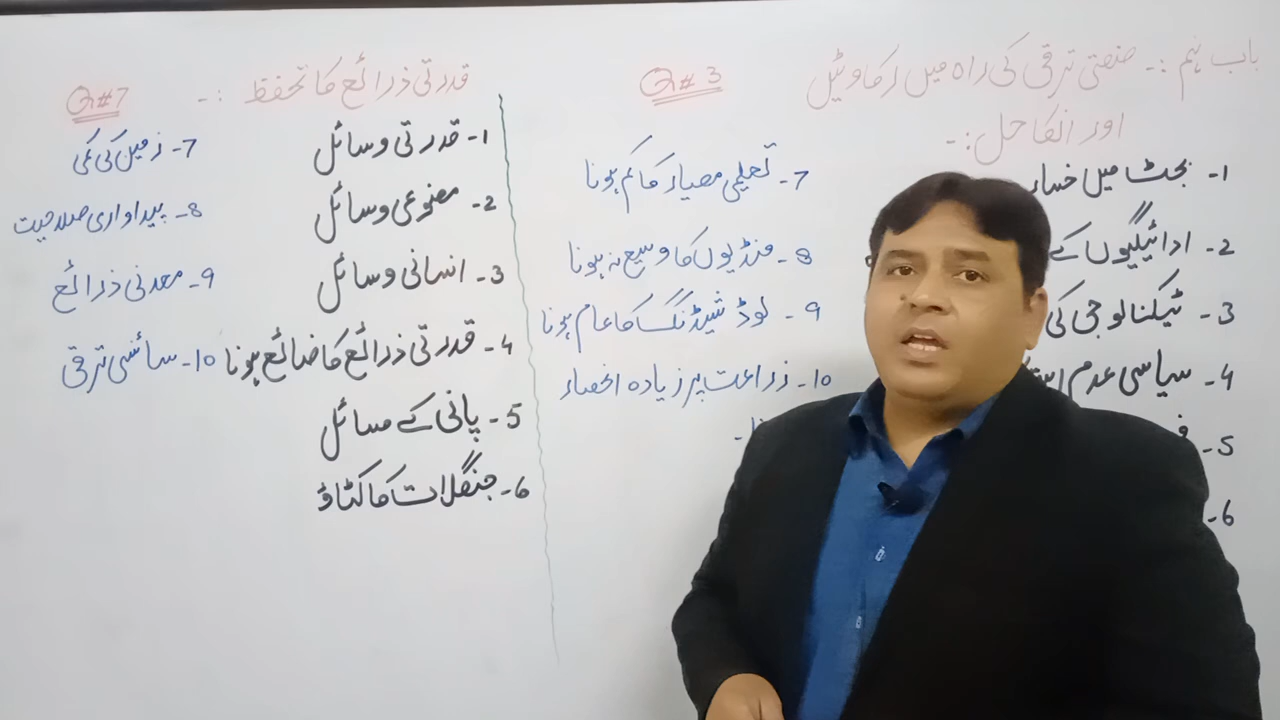 باب نہم :۔ صنعتی ترقی کی راہ میں رکاوٹیں
اور انکا حل :۔
Q#3
1۔ بجٹ میں
2۔ ادائیگیوں کے
3۔ ٹیکنالوجی کی
4۔ سیاسی عدم
5۔
6۔
7۔ تعلیمی معیار کا کم ہونا
8۔ منڈیوں کا وسیع نہ ہونا
9۔ لوڈ شیڈنگ کا عام ہونا
10۔ زراعت پر زیادہ انحصار
قدرتی ذرائع کا تحفظ :۔
Q#7
1۔ قدرتی وسائل
2۔ مصنوعی وسائل
3۔ انسانی وسائل
4۔ قدرتی ذرائع کا ضائع ہونا
5۔ پانی کے مسائل
6۔ جنگلات کا کٹاؤ
7۔ زمین کی کمی
8۔ پیداواری صلاحیت
9۔ معدنی ذرائع
10۔ سائنسی ترقی